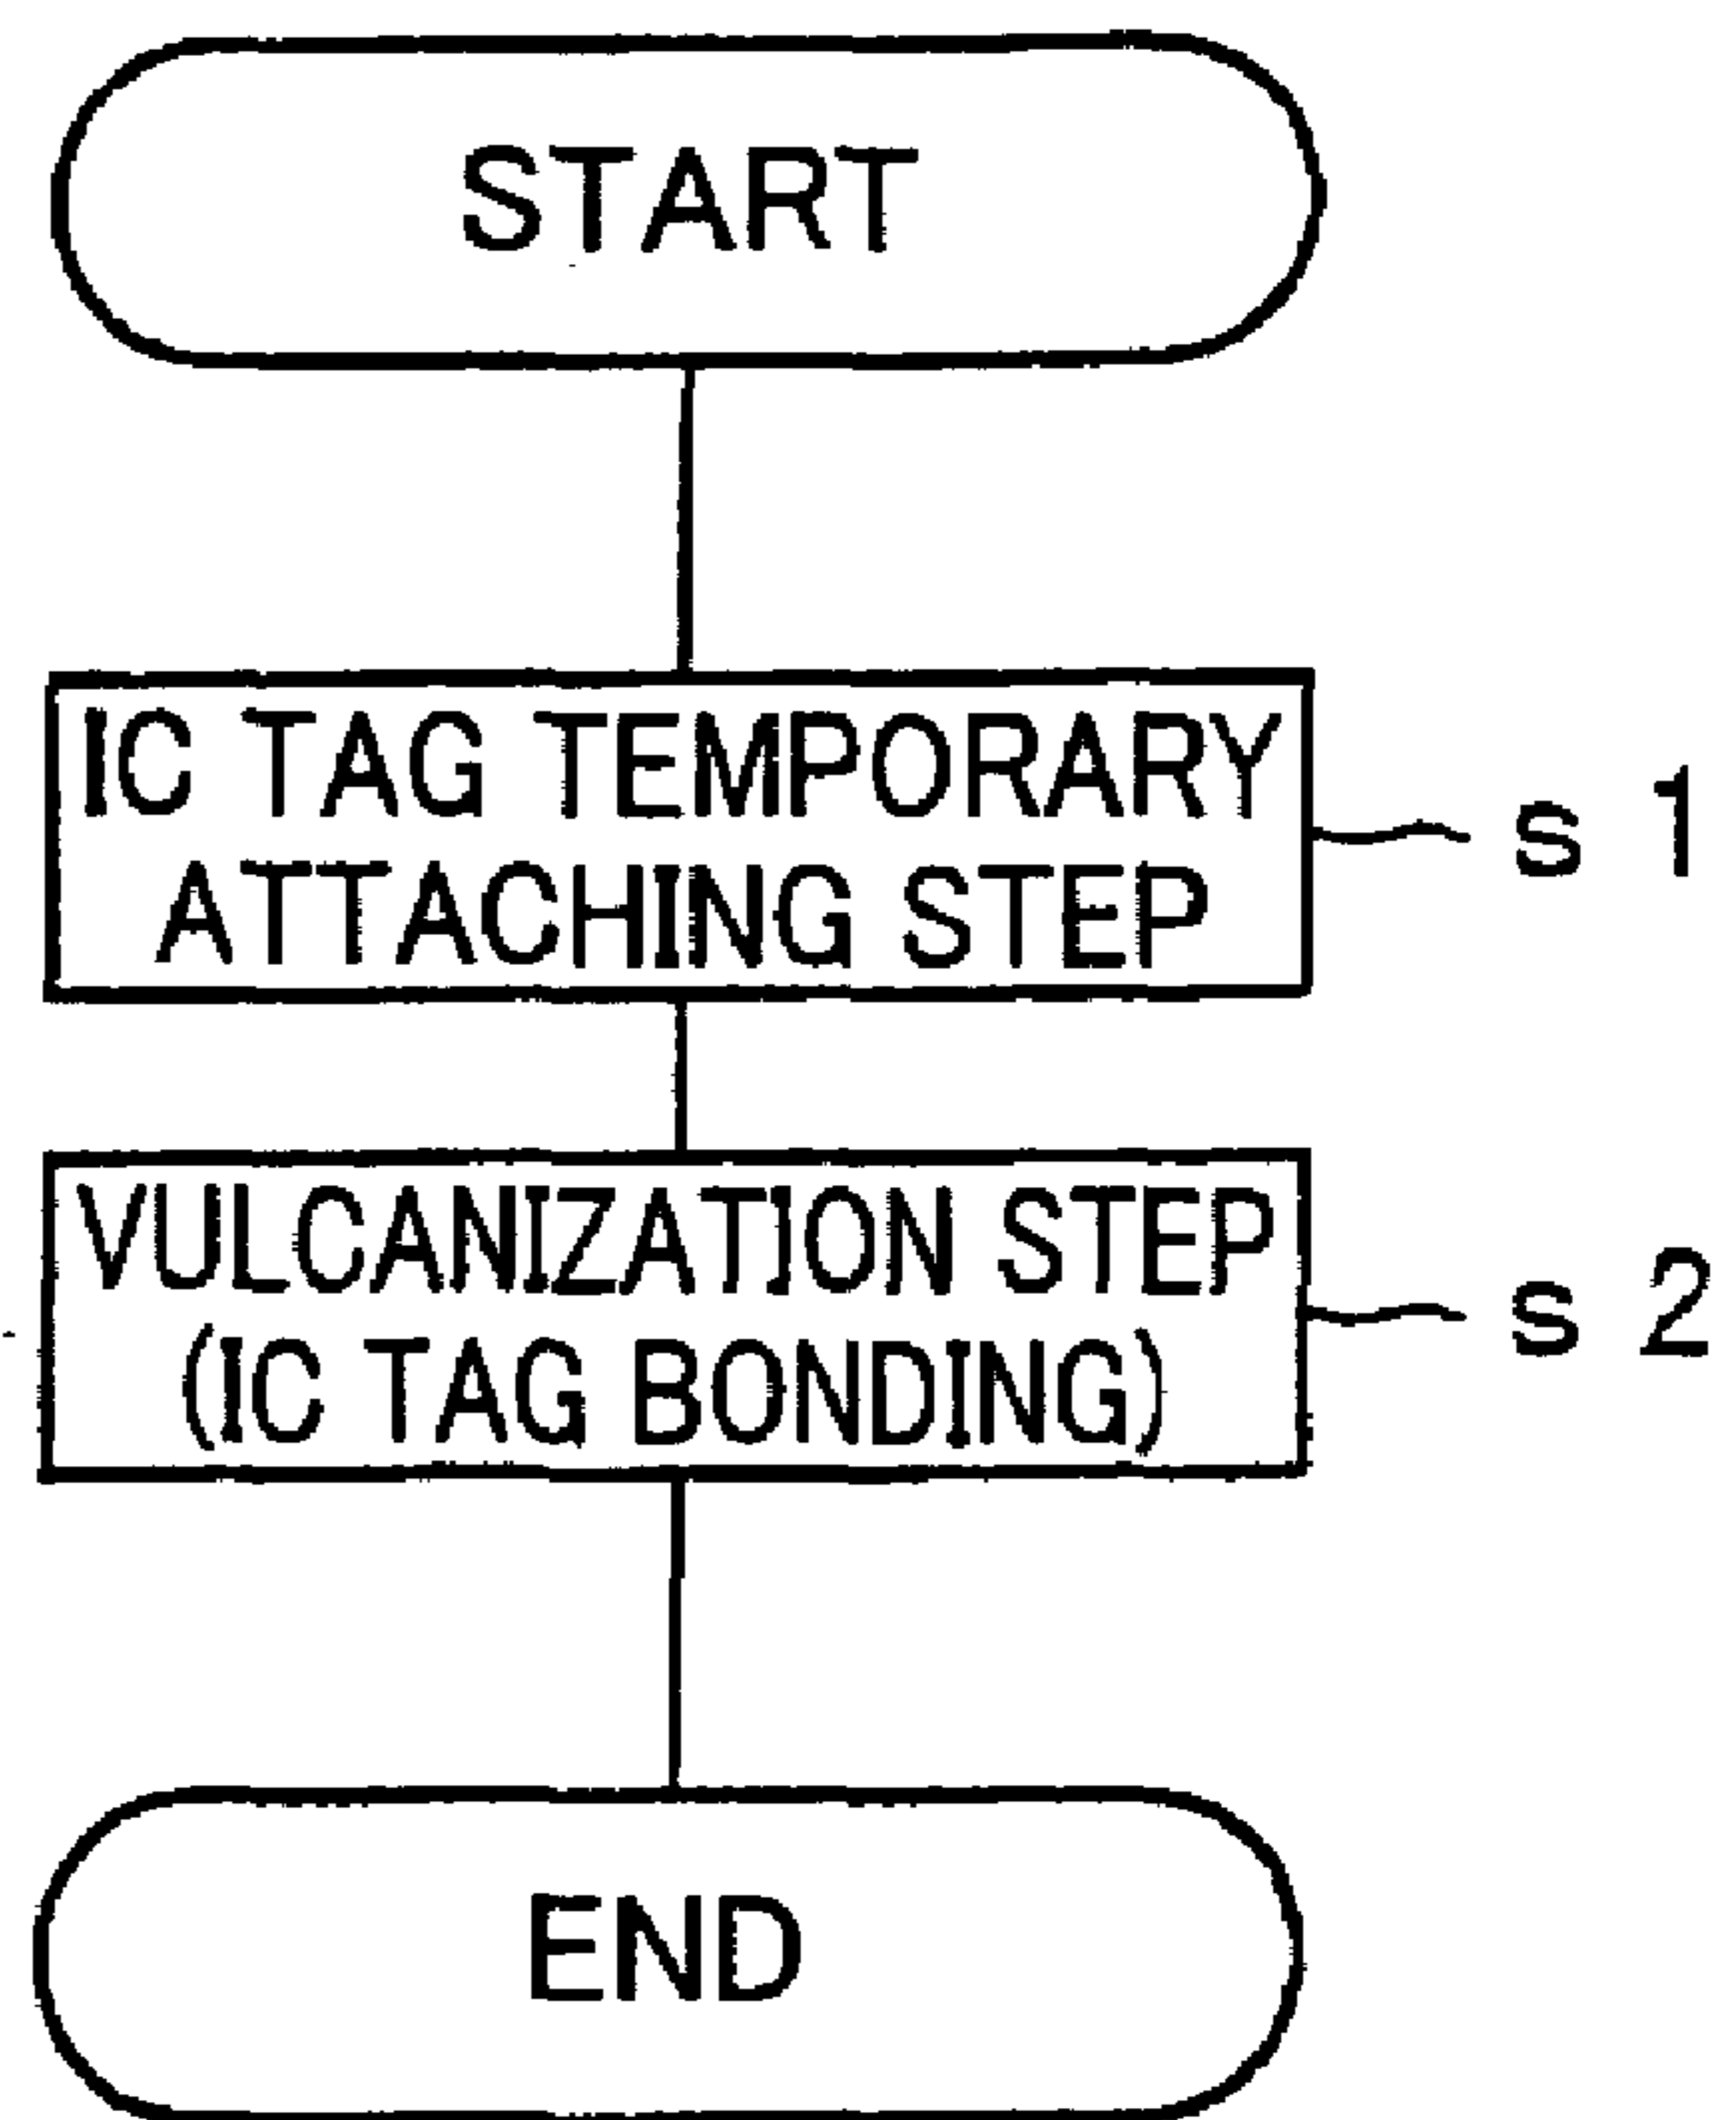 START
IC TAG TEMPORARY
ATTACHING STEP
s 1
VULCANIZATION STEP
(IC TAG BONDING)
s 2
END